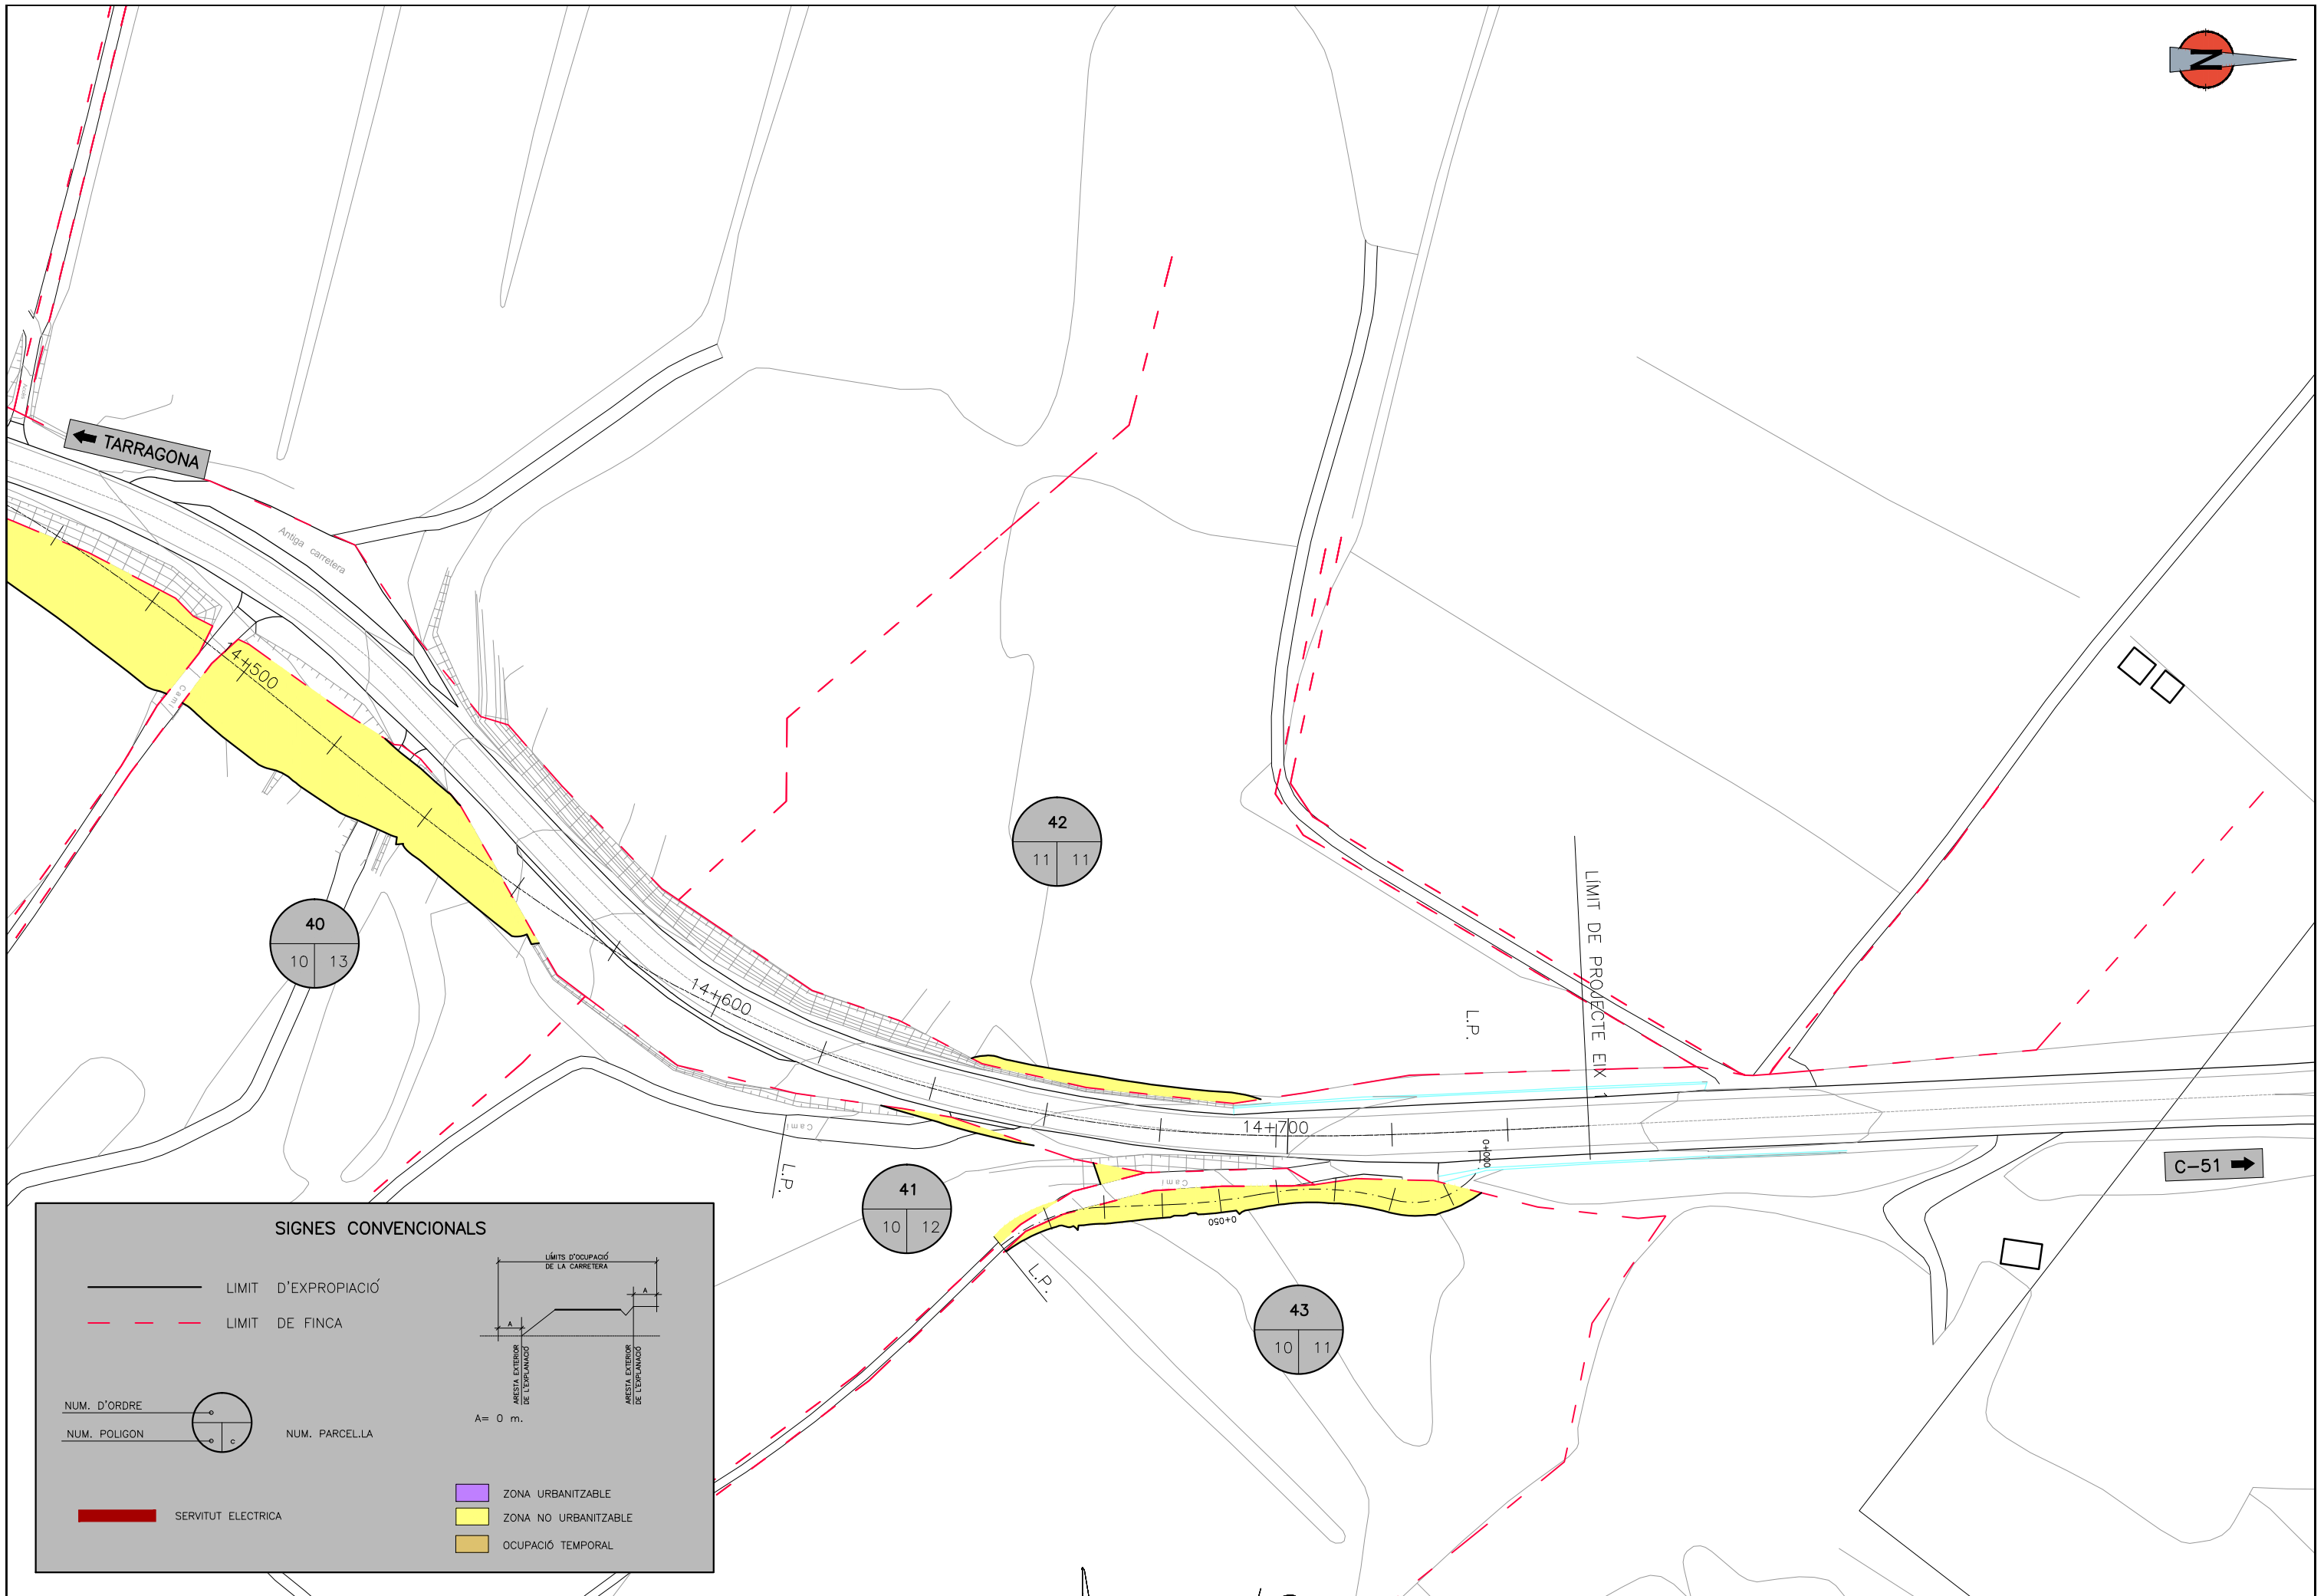 N
TARRAGONA
Antiga carretera
14+500
Camí
42
11 11
LÍMIT DE PROJECTE EIX 1
40
10 13
14+600
L.P.
14+700
Camí
0+000
C-51
L.P.
Camí
41
10 12
0+050
L.P.
43
10 11
SIGNES CONVENCIONALS
LIMIT D'EXPROPIACIÓ
LIMIT DE FINCA
LÍMITS D'OCUPACIÓ
DE LA CARRETERA
A
A
ARESTA EXTERIOR
DE L'EXPLANACIÓ
ARESTA EXTERIOR
DE L'EXPLANACIÓ
A= 0 m.
NUM. D'ORDRE
NUM. POLIGON
c
NUM. PARCEL.LA
SERVITUT ELECTRICA
ZONA URBANITZABLE
ZONA NO URBANITZABLE
OCUPACIÓ TEMPORAL